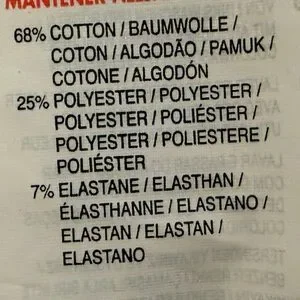 MANTENER
68% COTTON / BAUMWOLLE /
COTON / ALGODÃO / PAMUK /
COTONE / ALGODÓN
25% POLYESTER / POLYESTER /
POLYESTER / POLIÉSTER /
POLYESTER / POLIESTERE /
POLIÉSTER
7% ELASTANE / ELASTHAN /
ÉLASTHANNE / ELASTANO /
ELASTAN / ELASTAN /
ELASTANO